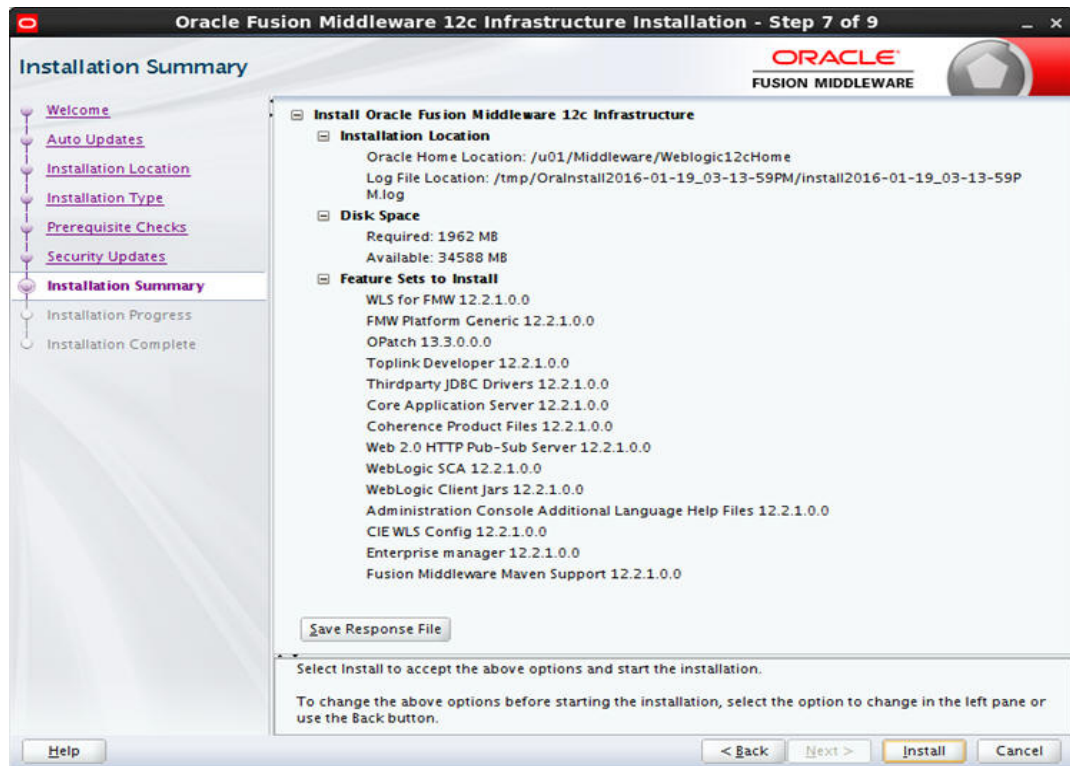 Oracle Fusion Middleware 12c Infrastructure Installation - Step 7 of 9
Installation Summary
ORACLE
FUSION MIDDLEWARE
Welcome
Auto Updates
Installation Location
Installation Type
Prerequisite Checks
Security Updates
Installation Summary
Installation Progress
Installation Complete
Install Oracle Fusion Middleware 12c Infrastructure
Installation Location
Oracle Home Location: /u01/Middleware/Weblogic12cHome
Log File Location: /tmp/OraInstall2016-01-19_03-13-59PM/install2016-01-19_03-13-59P
M.log
Disk Space
Required: 1962 MB
Available: 34588 MB
Feature Sets to Install
WLS for FMW 12.2.1.0.0
FMW Platform Generic 12.2.1.0.0
OPatch 13.3.0.0.0
Toplink Developer 12.2.1.0.0
Thirdparty JDBC Drivers 12.2.1.0.0
Core Application Server 12.2.1.0.0
Coherence Product Files 12.2.1.0.0
Web 2.0 HTTP Pub-Sub Server 12.2.1.0.0
WebLogic SCA 12.2.1.0.0
WebLogic Client Jars 12.2.1.0.0
Administration Console Additional Language Help Files 12.2.1.0.0
CIE WLS Config 12.2.1.0.0
Enterprise manager 12.2.1.0.0
Fusion Middleware Maven Support 12.2.1.0.0
Save Response File
Select Install to accept the above options and start the installation.
To change the above options before starting the installation, select the option to change in the left pane or
use the Back button.
Help
< Back
Next >
Install
Cancel